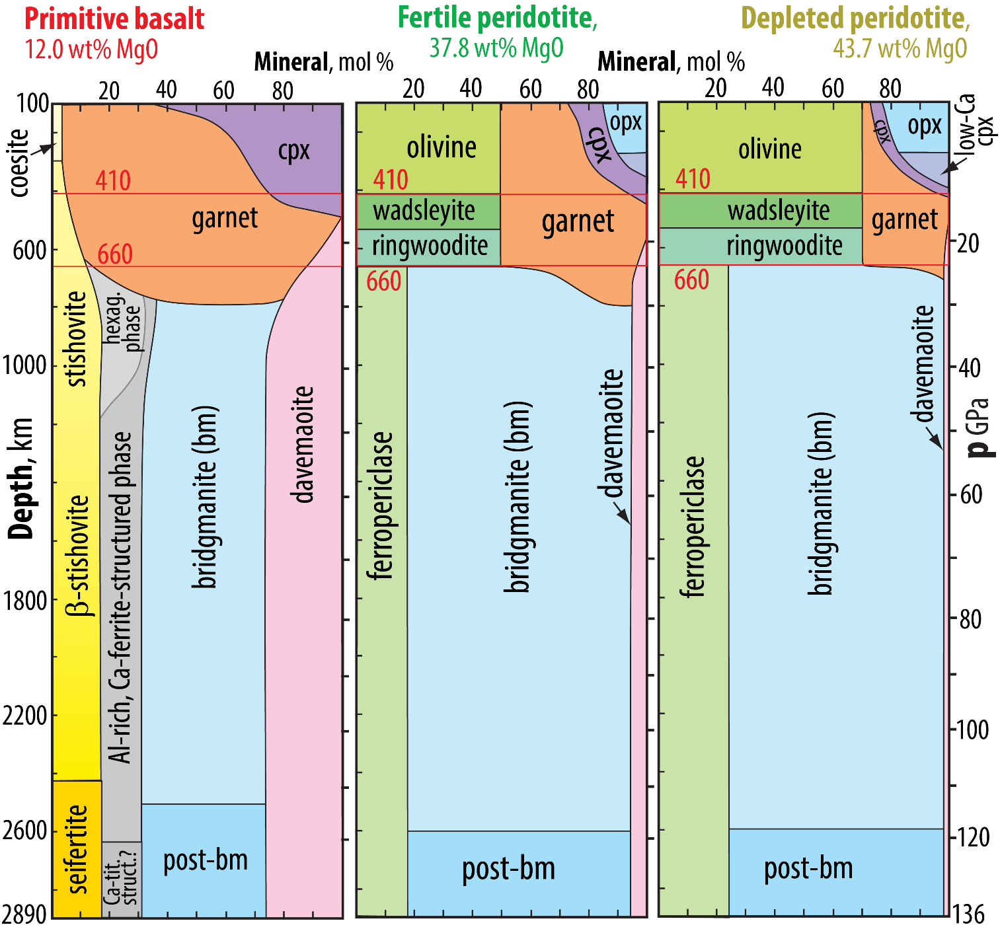 Primitive basalt
12.0 wt% MgO
Fertile peridotite,
37.8 wt% MgO
Depleted peridotite,
43.7 wt% MgO
Mineral, mol %
Mineral, mol %
20 40 60 80
20 40 60 80
20 40 60 80
Depth, km
100
600
1000
1800
2200
2600
2890
coesite
cpx
410
garnet
660
stishovite
hexag.
phase
β-stishovite
Al-rich, Ca-ferrite-structured phase
bridgmanite (bm)
davemaoite
seifertite
Ca-tit.
struct.?
post-bm
olivine
cpx
opx
410
wadsleyite
ringwoodite
garnet
660
ferropericlase
bridgmanite (bm)
davemaoite
post-bm
olivine
cpx
opx
low-Ca
cpx
410
wadsleyite
ringwoodite
garnet
660
ferropericlase
bridgmanite (bm)
davemaoite
post-bm
20
40
p GPa
60
80
100
120
136